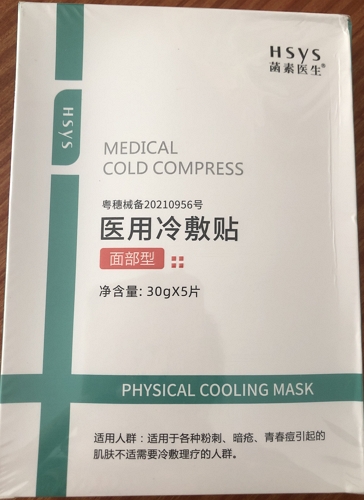 HSYS
菡素医生®
HSYS
MEDICAL
COLD COMPRESS
粤穗械备20210956号
医用冷敷贴
面部型
净含量: 30gX5片
PHYSICAL COOLING MASK
适用人群：适用于各种粉刺、暗疮、青春痘引起的
肌肤不适需要冷敷理疗的人群。